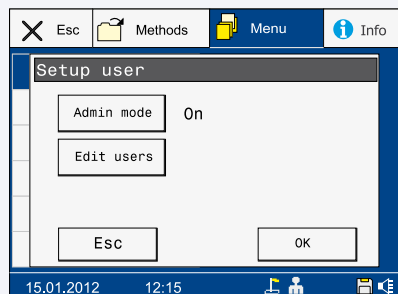 Esc Methods Menu Info
Setup user
Admin mode On
Edit users
Esc OK
15.01.2012 12:15